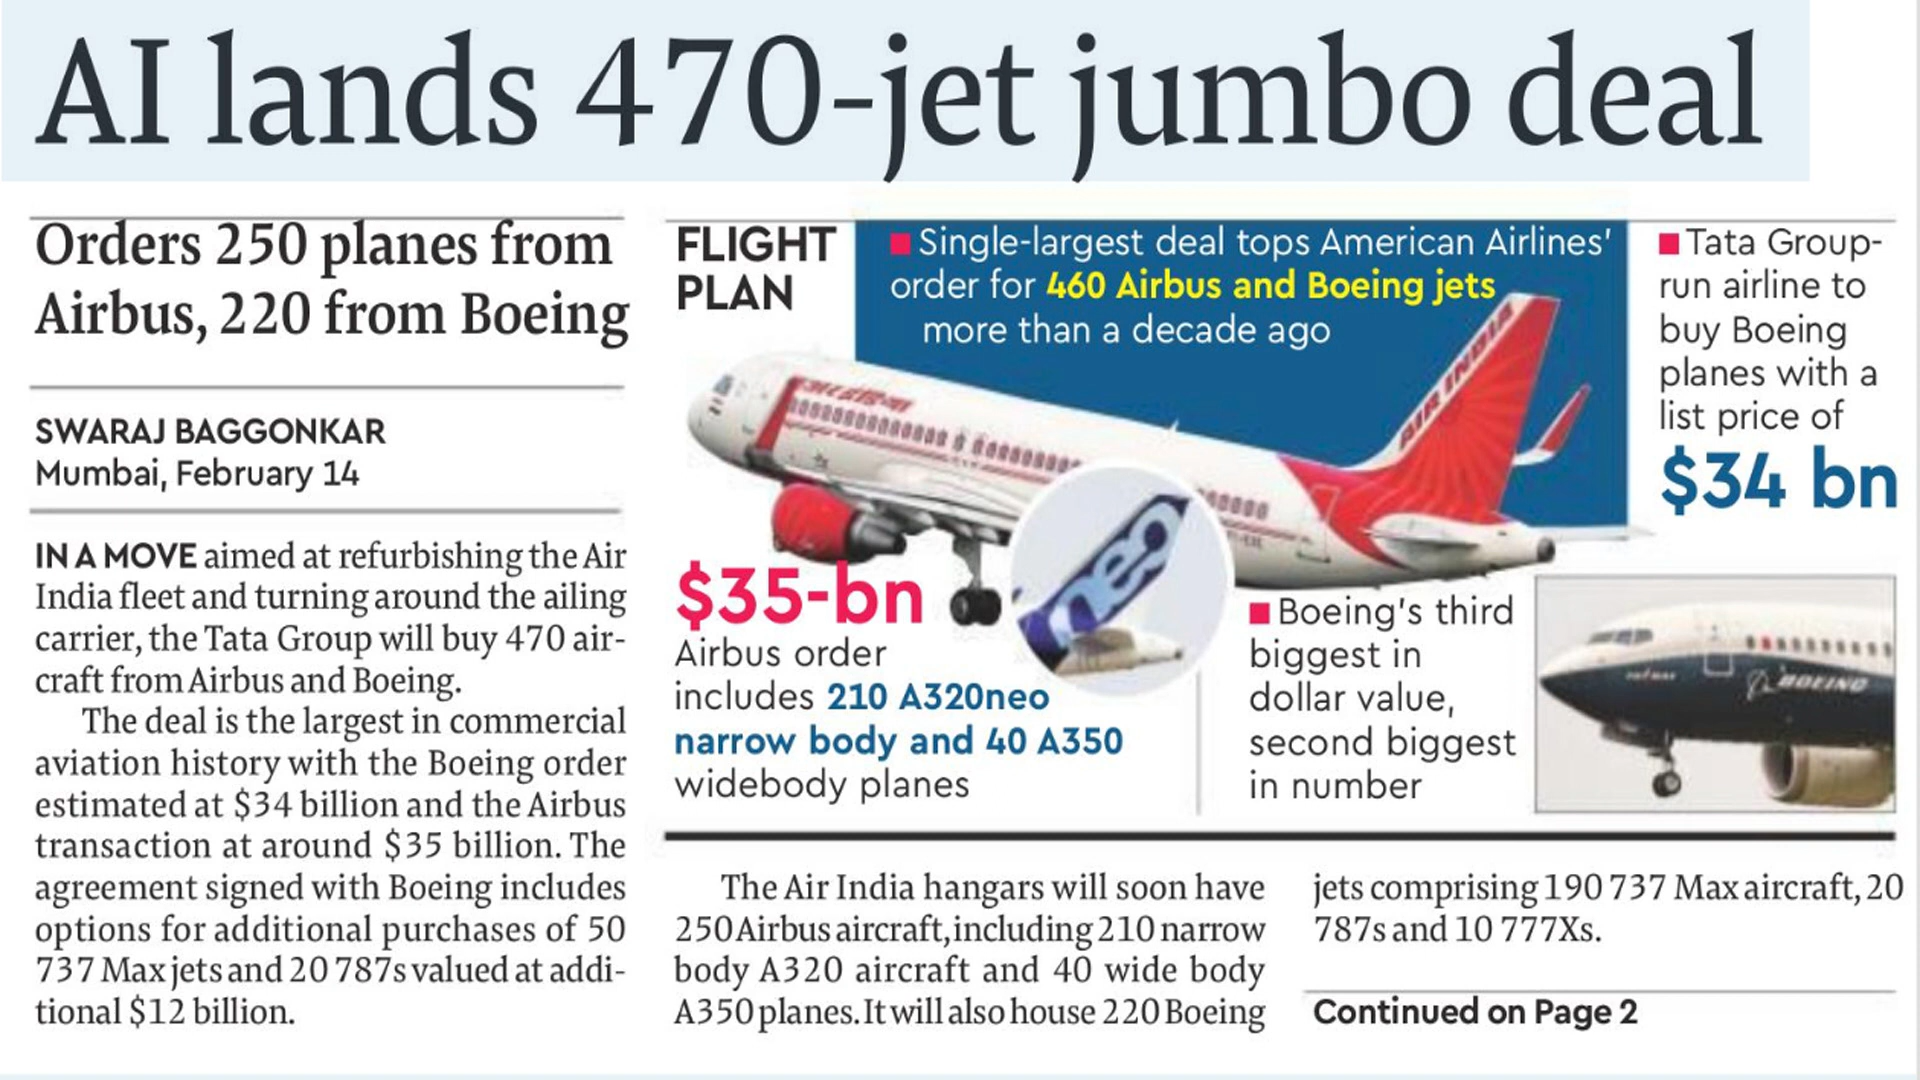 AI lands 470-jet jumbo deal
Orders 250 planes from
Airbus, 220 from Boeing
SWARAJ BAGGONKAR
Mumbai, February 14
IN A MOVE aimed at refurbishing the Air
India fleet and turning around the ailing
carrier, the Tata Group will buy 470 air-
craft from Airbus and Boeing.
The deal is the largest in commercial
aviation history with the Boeing order
estimated at $34 billion and the Airbus
transaction at around $35 billion. The
agreement signed with Boeing includes
options for additional purchases of 50
737 Max jets and 20 787s valued at addi-
tional $12 billion.
FLIGHT
PLAN
Single-largest deal tops American Airlines'
order for 460 Airbus and Boeing jets
more than a decade ago
AIR INDIA
neo
Tata Group-
run airline to
buy Boeing
planes with a
list price of
$34 bn
$35-bn
Airbus order
includes 210 A320neo
narrow body and 40 A350
widebody planes
Boeing's third
biggest in
dollar value,
second biggest
in number
BOEING
The Air India hangars will soon have
250 Airbus aircraft, including 210 narrow
body A320 aircraft and 40 wide body
A350 planes. It will also house 220 Boeing
jets comprising 190 737 Max aircraft, 20
787s and 10 777Xs.
Continued on Page 2